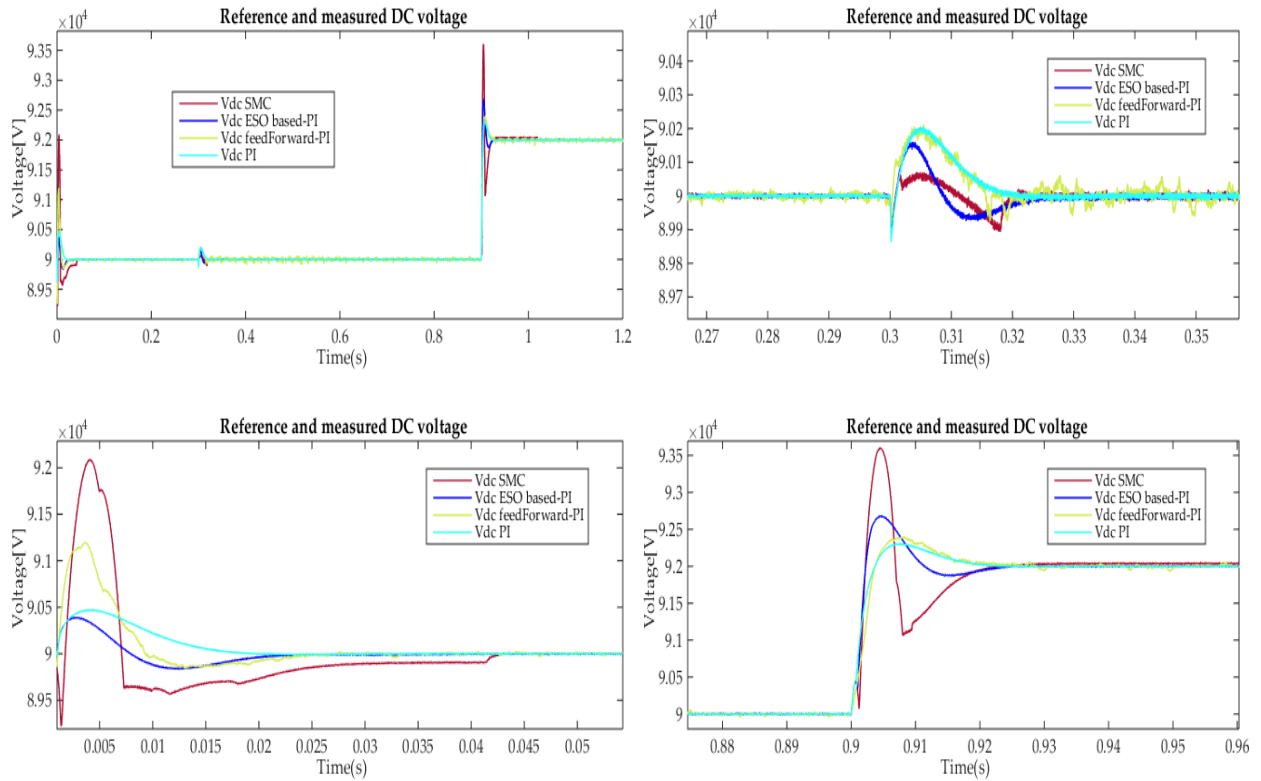 Reference and measured DC voltage
×10⁴
Voltage[V]
9.35
9.3
9.25
9.2
9.15
9.1
9.05
9
8.95
Vdc SMC
Vdc ESO based-PI
Vdc feedForward-PI
Vdc PI
0 0.2 0.4 0.6 0.8 1 1.2
Time(s)
Reference and measured DC voltage
×10⁴
Voltage[V]
9.04
9.03
9.02
9.01
9
8.99
8.98
8.97
Vdc SMC
Vdc ESO based-PI
Vdc feedForward-PI
Vdc PI
0.27 0.28 0.29 0.3 0.31 0.32 0.33 0.34 0.35
Time(s)
Reference and measured DC voltage
×10⁴
Voltage[V]
9.2
9.15
9.1
9.05
9
8.95
Vdc SMC
Vdc ESO based-PI
Vdc feedForward-PI
Vdc PI
0.005 0.01 0.015 0.02 0.025 0.03 0.035 0.04 0.045 0.05
Time(s)
Reference and measured DC voltage
×10⁴
Voltage[V]
9.35
9.3
9.25
9.2
9.15
9.1
9.05
9
Vdc SMC
Vdc ESO based-PI
Vdc feedForward-PI
Vdc PI
0.88 0.89 0.9 0.91 0.92 0.93 0.94 0.95 0.96
Time(s)